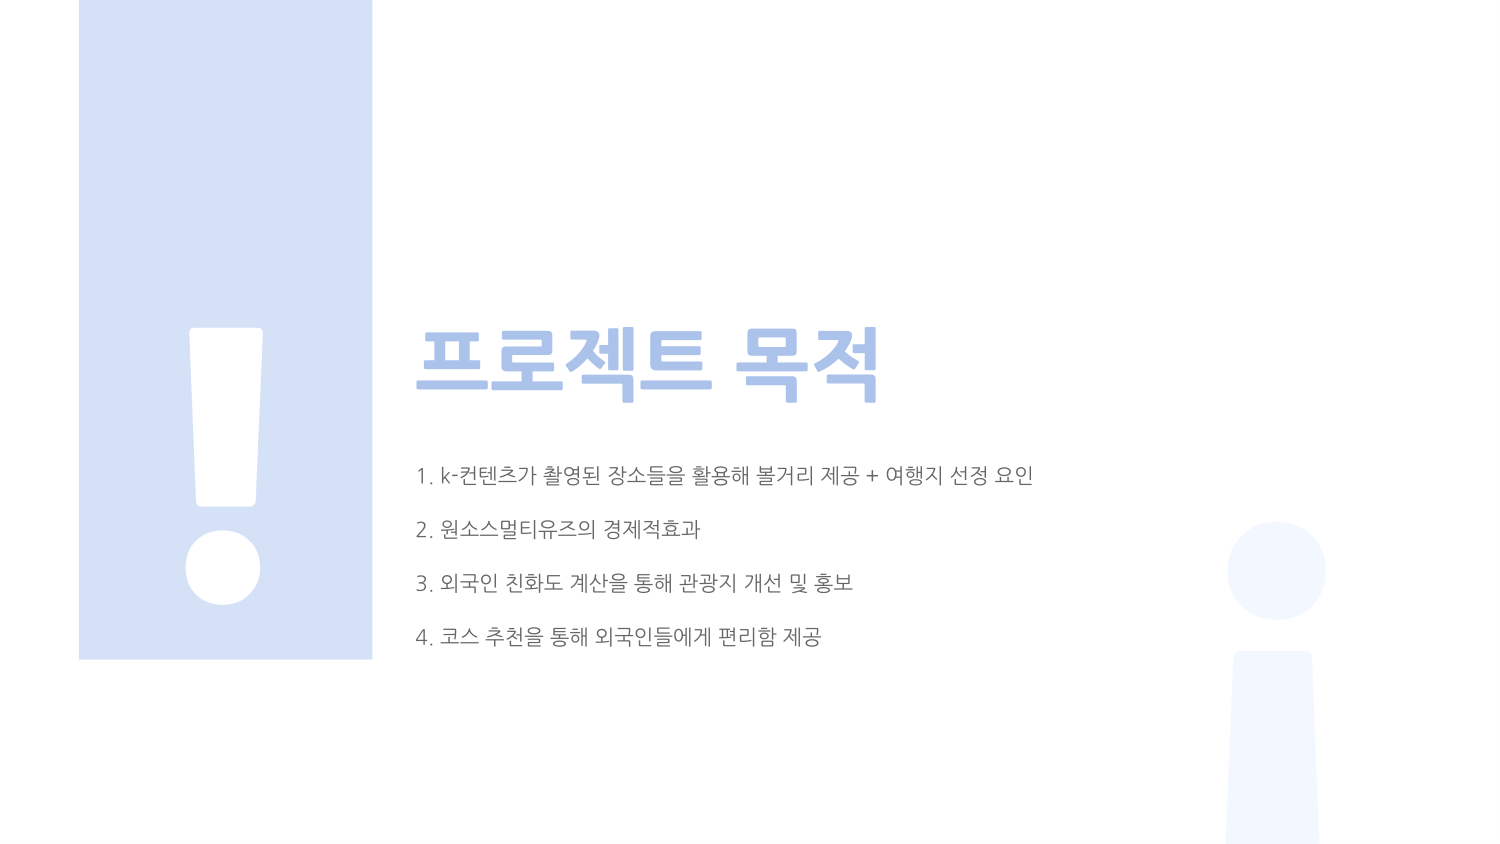 !
프로젝트 목적
1. k-컨텐츠가 촬영된 장소들을 활용해 볼거리 제공 + 여행지 선정 요인
2. 원소스멀티유즈의 경제적효과
3. 외국인 친화도 계산을 통해 관광지 개선 및 홍보
4. 코스 추천을 통해 외국인들에게 편리함 제공